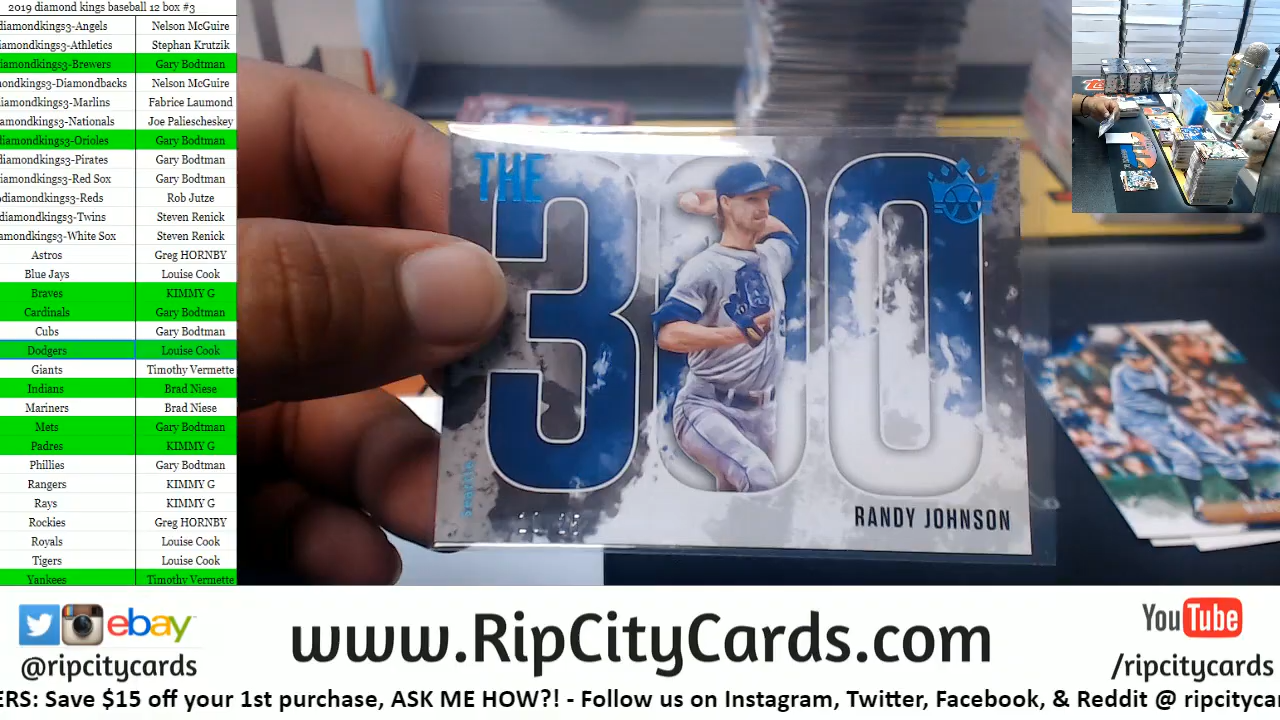 2019 diamond kings baseball 12 box #3
diamondkings3-Angels Nelson McGuire
iamondkings3-Athletics Stephan Krutzik
diamondkings3-Brewers Gary Bodtman
ondkings3-Diamondbacks Nelson McGuire
iamondkings3-Marlins Fabrice Laumond
amondkings3-Nationals Joe Paliescheskey
diamondkings3-Orioles Gary Bodtman
diamondkings3-Pirates Gary Bodtman
diamondkings3-Red Sox Gary Bodtman
diamondkings3-Reds Rob Jutze
diamondkings3-Twins Steven Renick
amondkings3-White Sox Steven Renick
Astros Greg HORNBY
Blue Jays Louise Cook
Braves KIMMY G
Cardinals Gary Bodtman
Cubs Gary Bodtman
Dodgers Louise Cook
Giants Timothy Vermette
Indians Brad Niese
Mariners Brad Niese
Mets Gary Bodtman
Padres KIMMY G
Phillies Gary Bodtman
Rangers KIMMY G
Rays KIMMY G
Rockies Greg HORNBY
Royals Louise Cook
Tigers Louise Cook
Yankees Timothy Vermette
THE
300
RANDY JOHNSON
ebay
@ripcitycards
www.RipCityCards.com
YouTube
/ripcitycards
ERS: Save $15 off your 1st purchase, ASK ME HOW?! - Follow us on Instagram, Twitter, Facebook, & Reddit @ ripcitycar